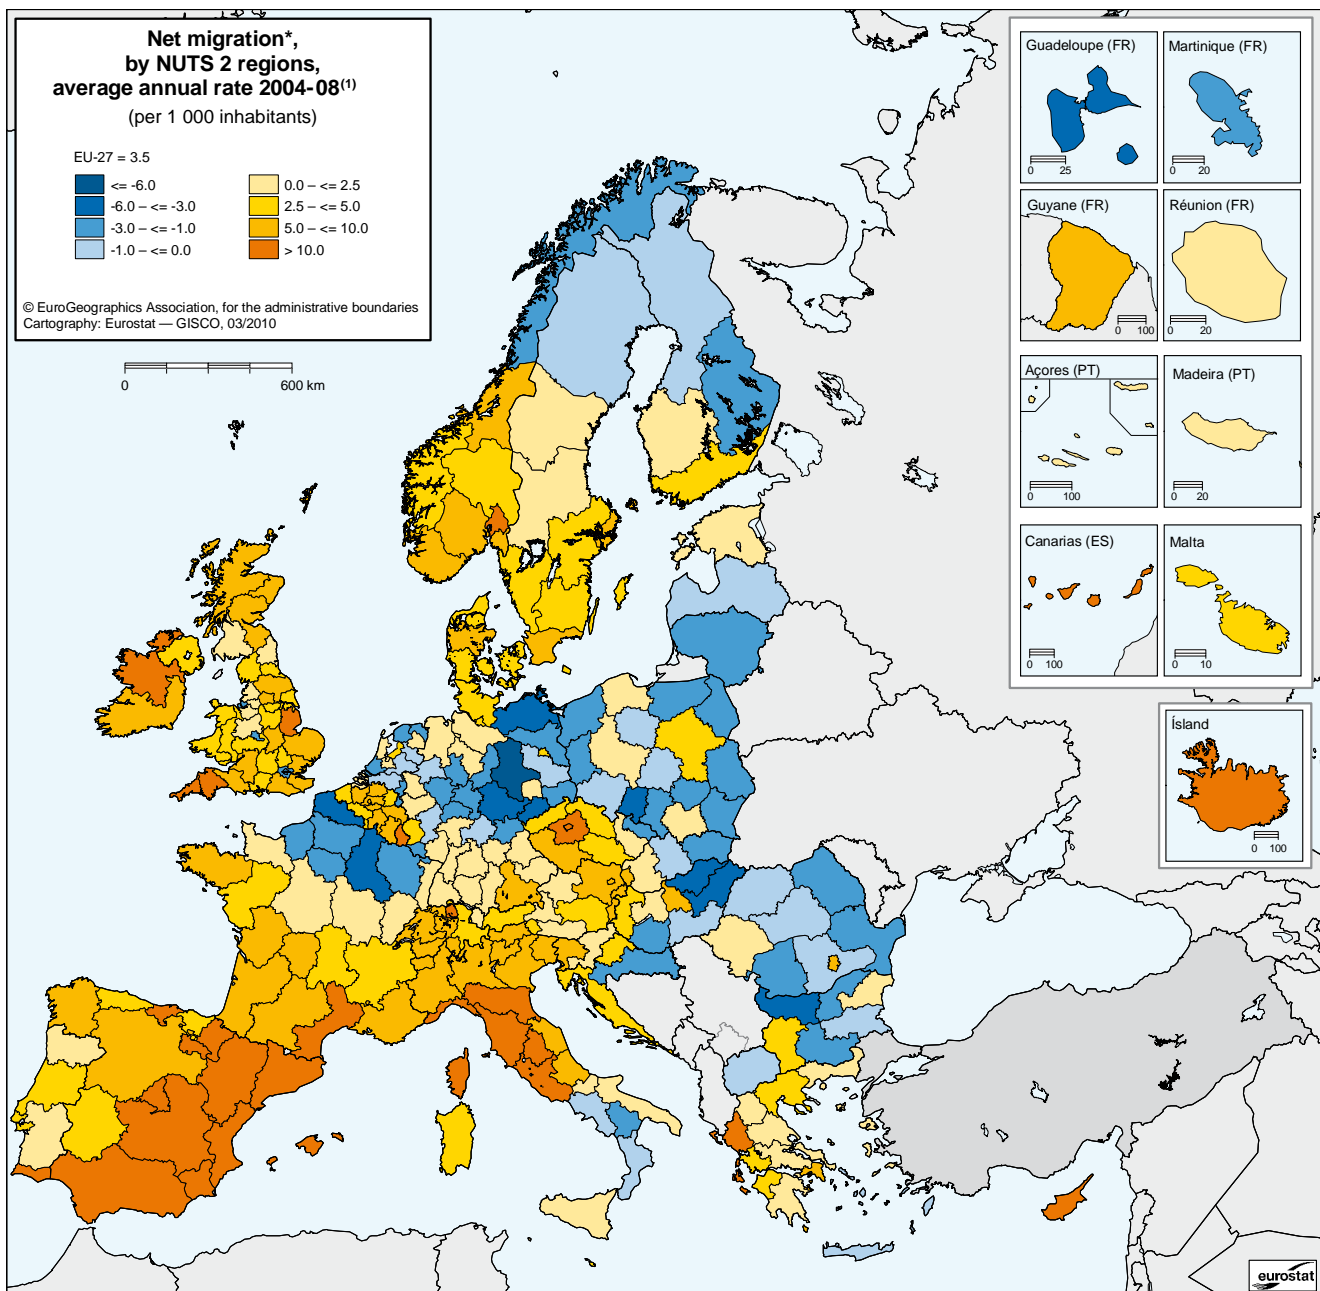 Net migration*,
by NUTS 2 regions,
average annual rate 2004-08(1)
(per 1 000 inhabitants)
EU-27 = 3.5
<= -6.0
-6.0 – <= -3.0
-3.0 – <= -1.0
-1.0 – <= 0.0
0.0 – <= 2.5
2.5 – <= 5.0
5.0 – <= 10.0
> 10.0
© EuroGeographics Association, for the administrative boundaries
Cartography: Eurostat — GISCO, 03/2010
0 600 km
Guadeloupe (FR)
0 25
Martinique (FR)
0 20
Guyane (FR)
0 100
Réunion (FR)
0 20
Açores (PT)
0 100
Madeira (PT)
0 20
Canarias (ES)
0 100
Malta
0 10
Ísland
0 100
eurostat